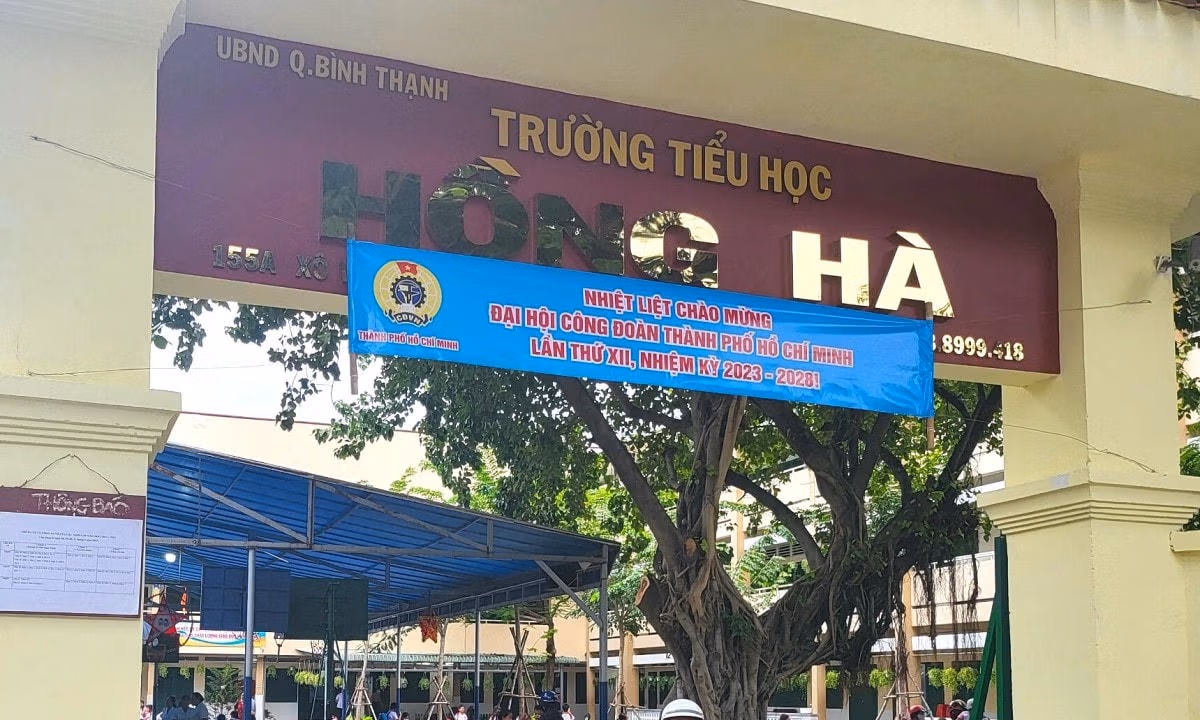 UBND Q.BÌNH THẠNH
TRƯỜNG TIỂU HỌC
HỒNG HÀ
155A XÔ
8999.418
CĐVN
THÀNH PHỐ HỒ CHÍ MINH
NHIỆT LIỆT CHÀO MỪNG
ĐẠI HỘI CÔNG ĐOÀN THÀNH PHỐ HỒ CHÍ MINH
LẦN THỨ XII, NHIỆM KỲ 2023 - 2028!
THÔNG BÁO